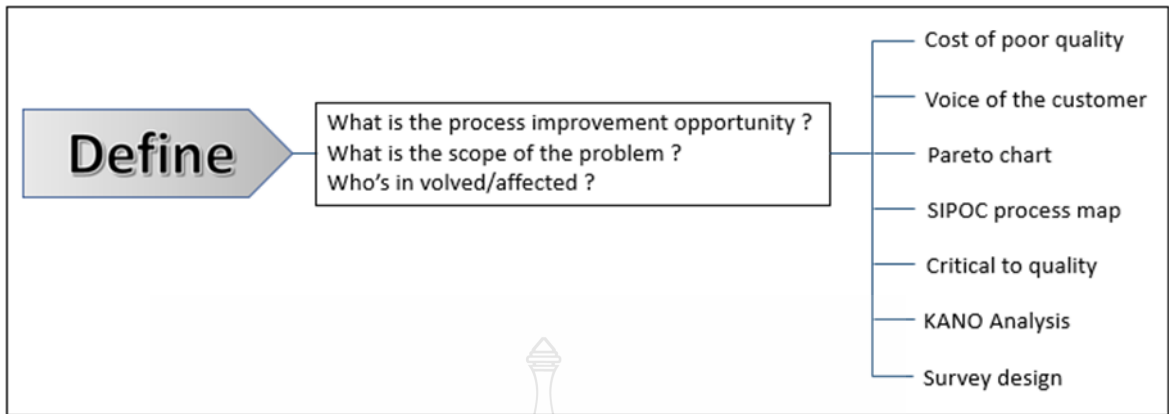 Define
What is the process improvement opportunity ?
What is the scope of the problem ?
Who's in volved/affected ?
Cost of poor quality
Voice of the customer
Pareto chart
SIPOC process map
Critical to quality
KANO Analysis
Survey design